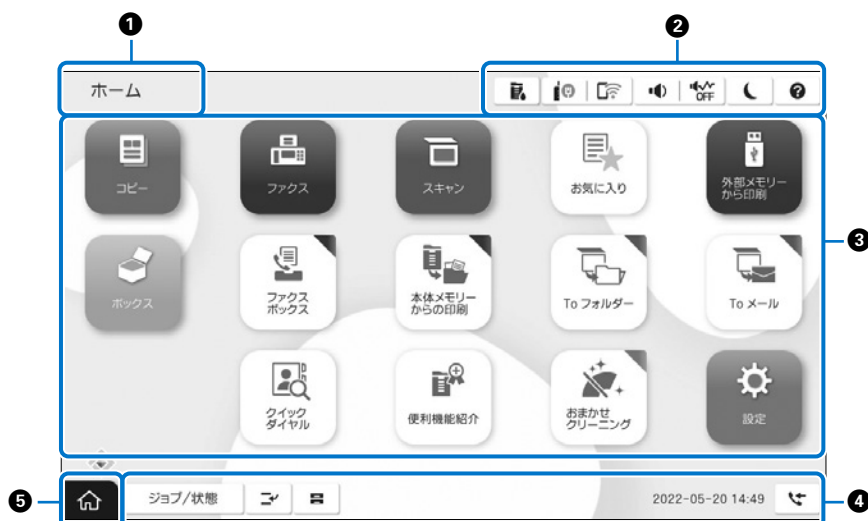 ❶
❷
ホーム
OFF
コピー
ファクス
スキャン
お気に入り
外部メモリー
から印刷
❸
ボックス
ファクス
ボックス
本体メモリー
からの印刷
To フォルダー
To メール
クイック
ダイヤル
便利機能紹介
おまかせ
クリーニング
設定
❺
ジョブ/状態
2022-05-20 14:49
❹